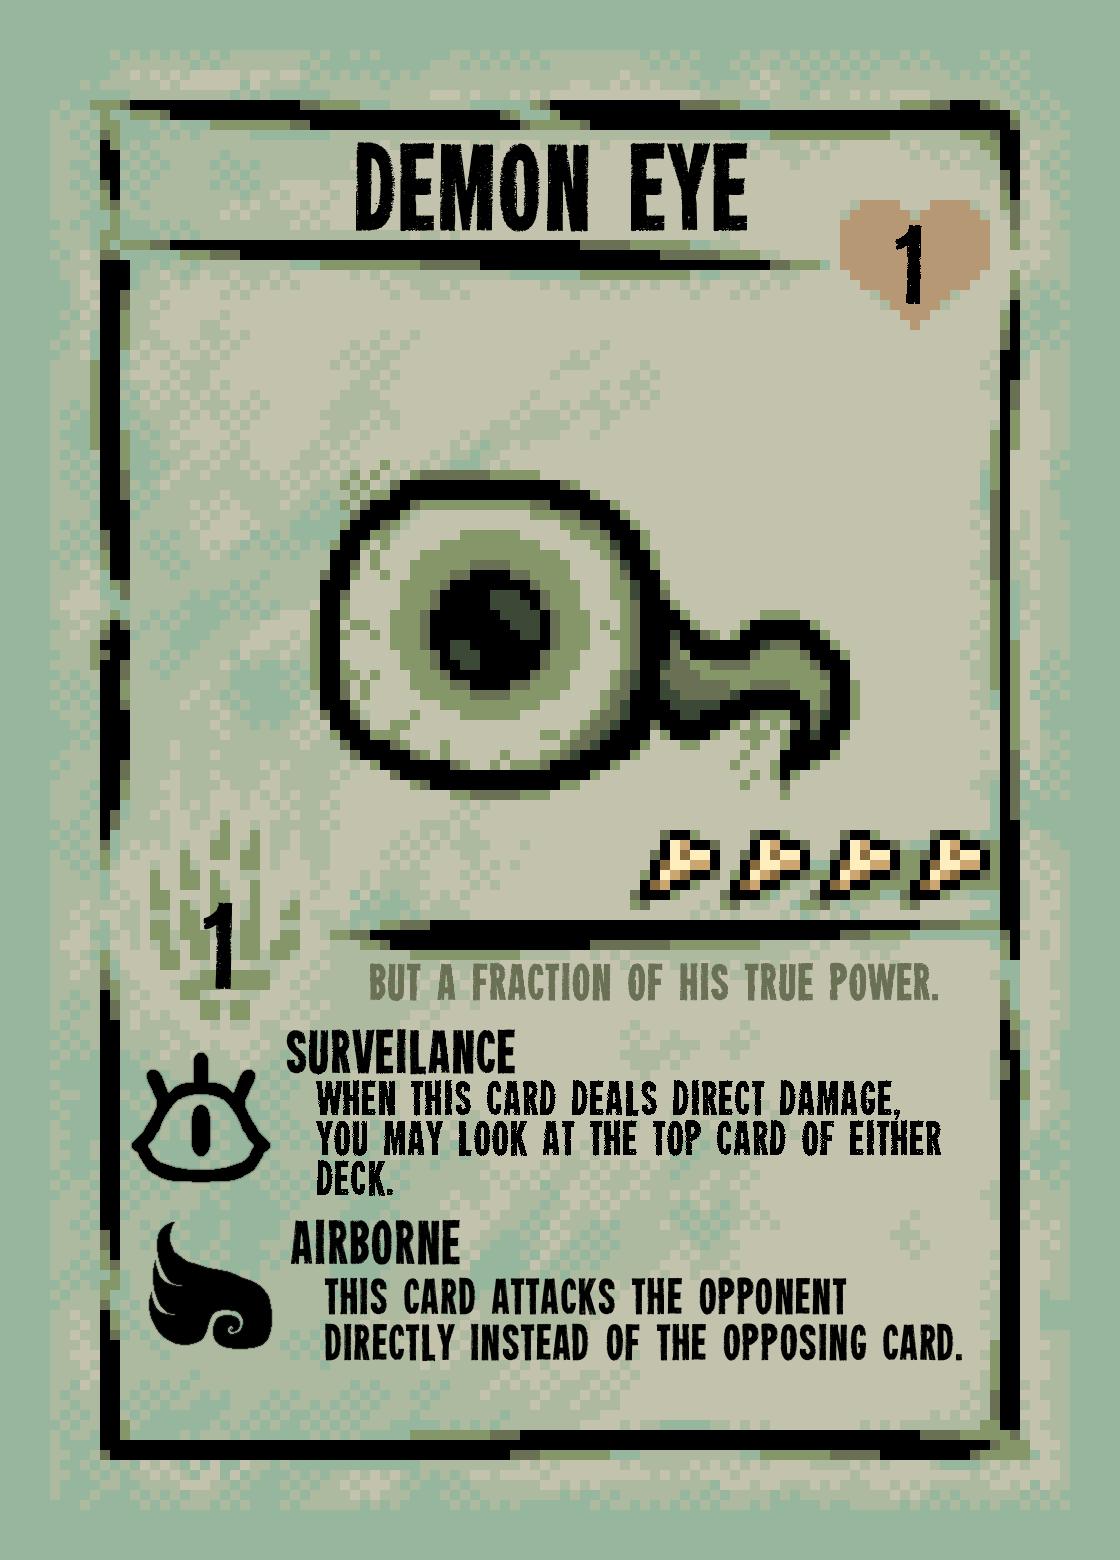 DEMON EYE
1
1
BUT A FRACTION OF HIS TRUE POWER.
SURVEILANCE
WHEN THIS CARD DEALS DIRECT DAMAGE,
YOU MAY LOOK AT THE TOP CARD OF EITHER
DECK.
AIRBORNE
THIS CARD ATTACKS THE OPPONENT
DIRECTLY INSTEAD OF THE OPPOSING CARD.